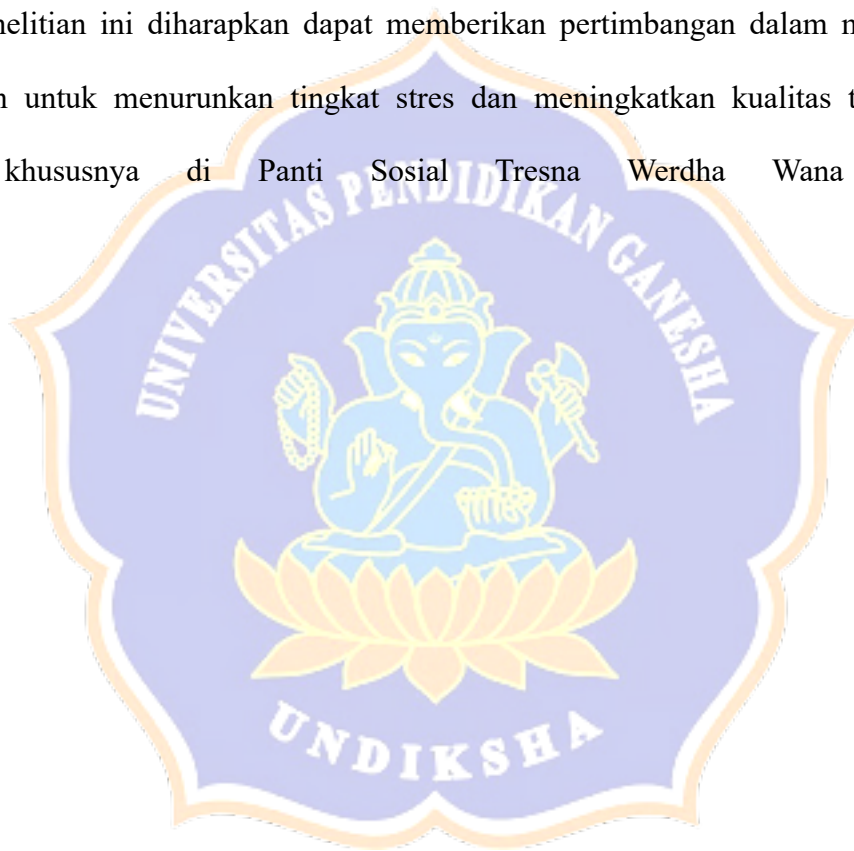 elitian ini diharapkan dapat memberikan pertimbangan dalam
untuk menurunkan tingkat stres dan meningkatkan kualitas
khususnya di Panti Sosial Tresna Werdha Wana
UNIVERSITAS PENDIDIKAN GANESHA
UNDIKSHA